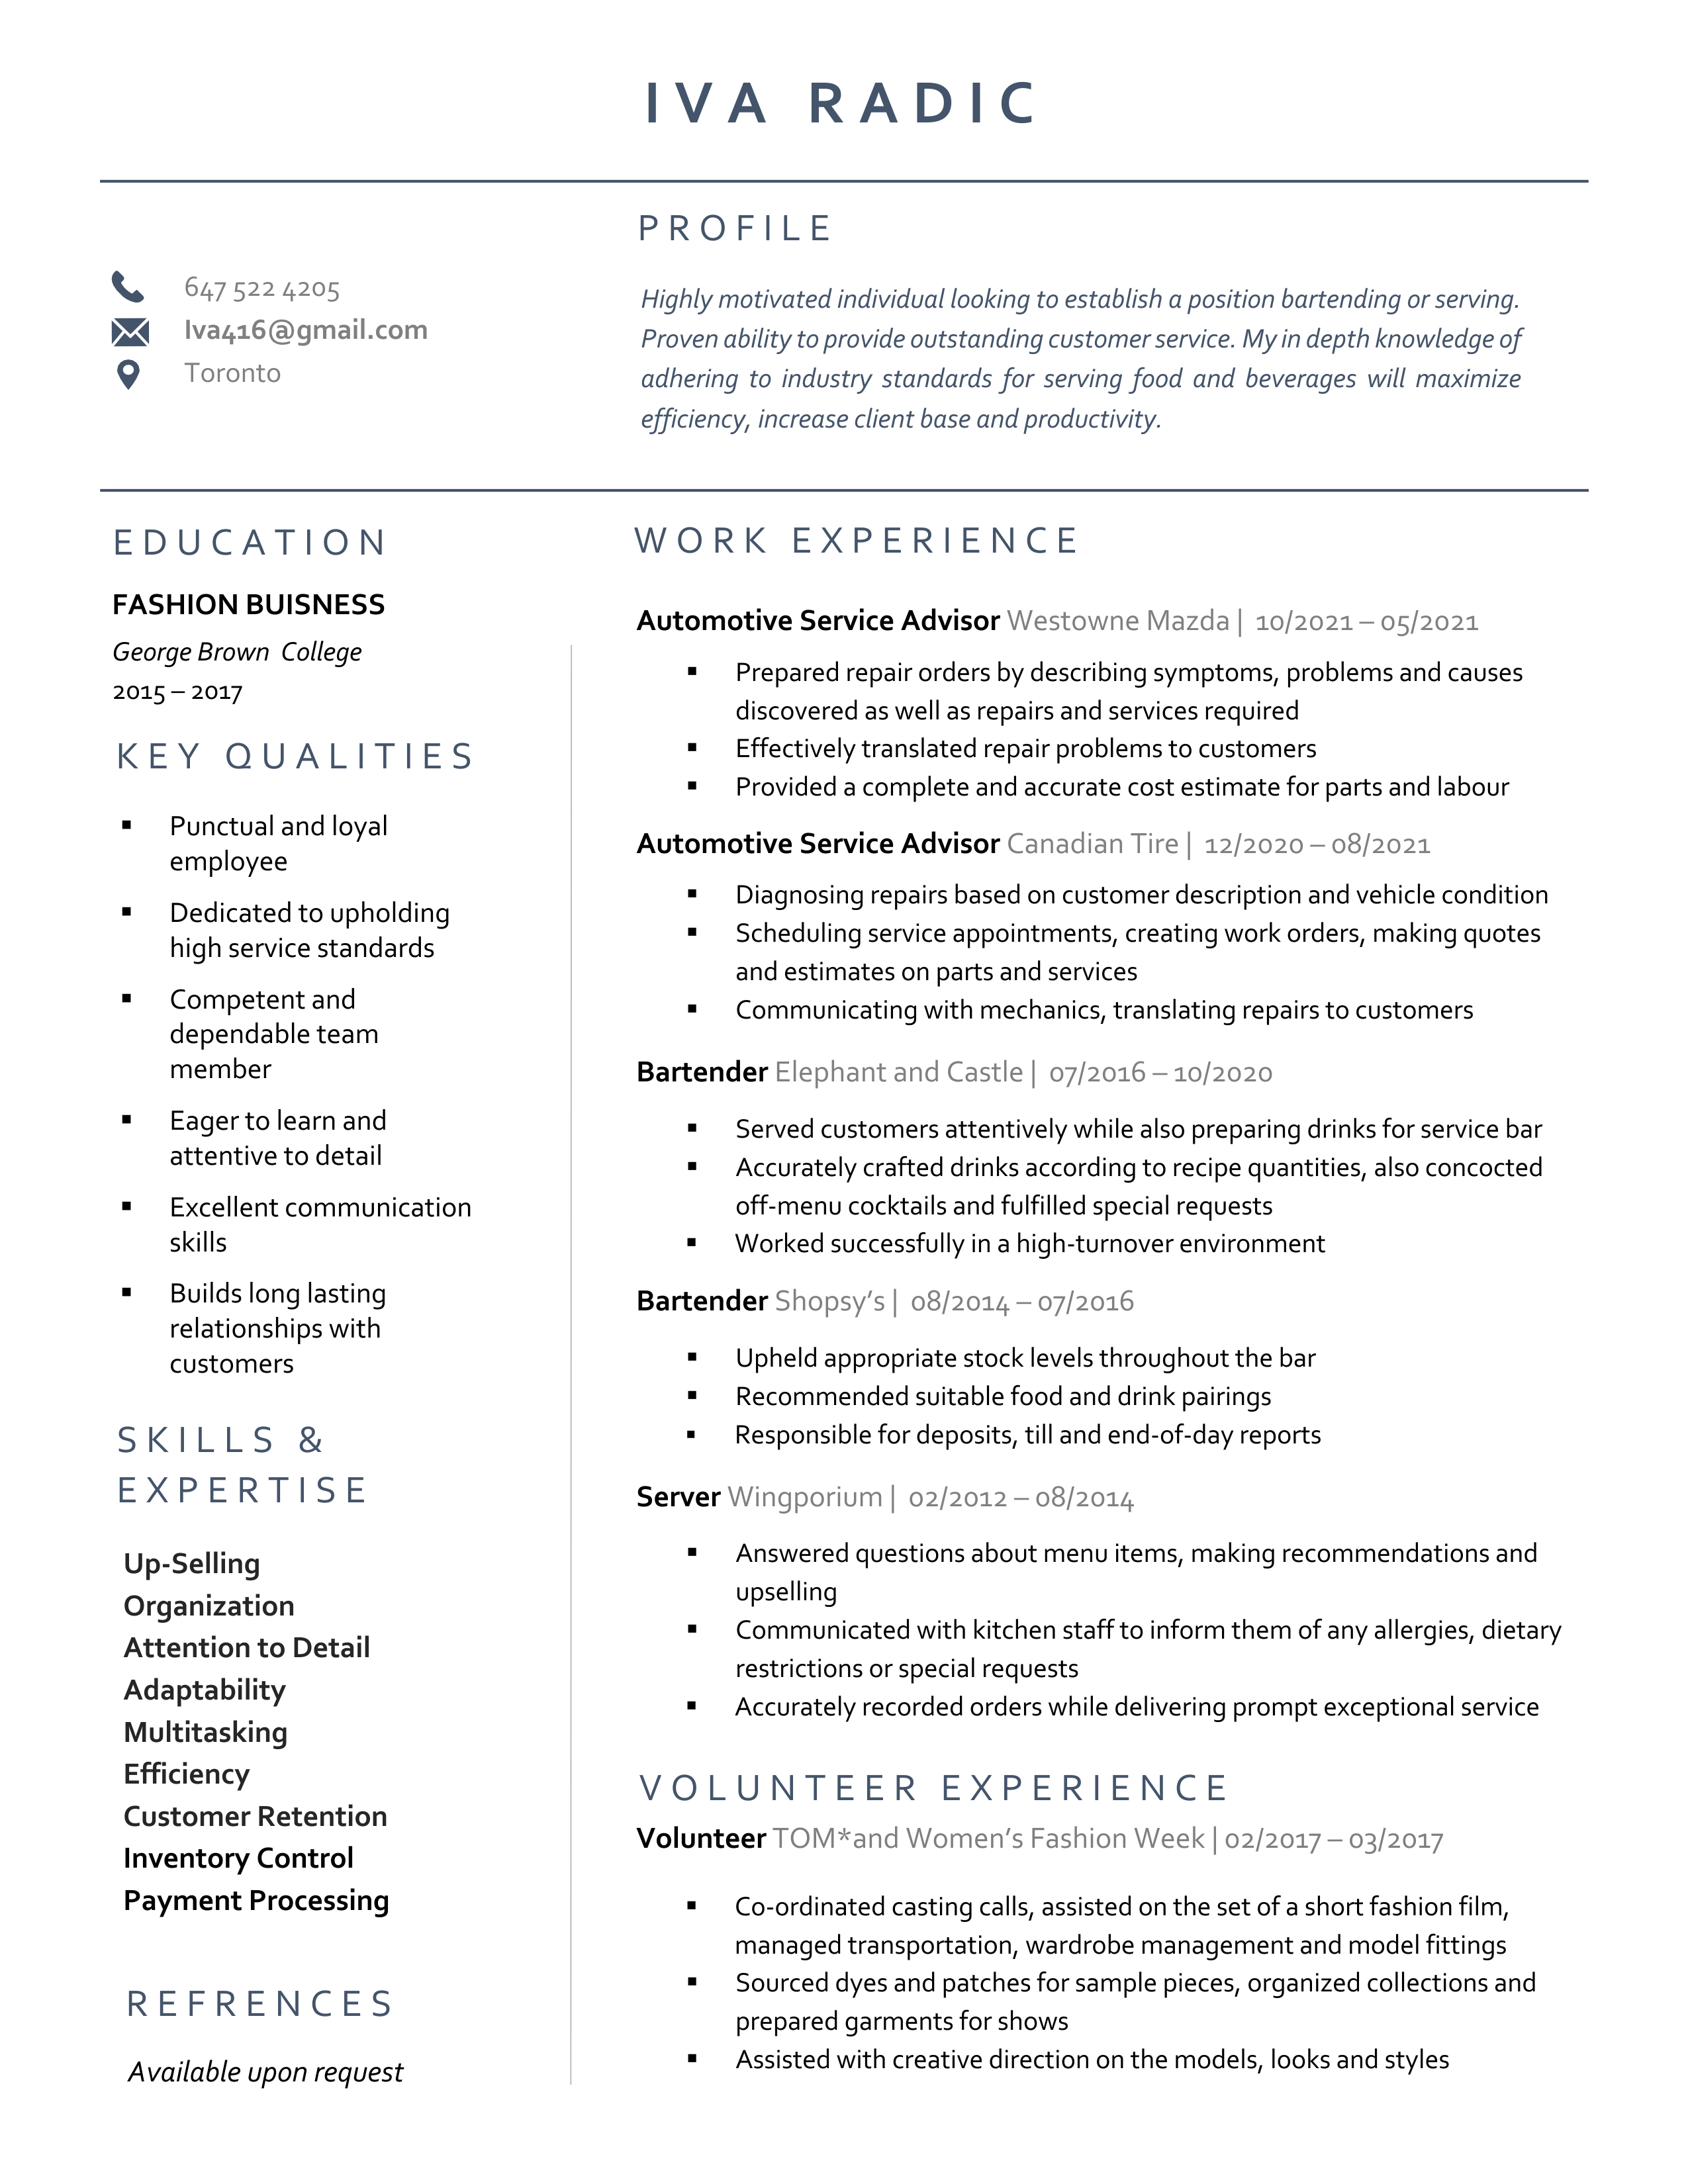 IVA RADIC
647 522 4205
Iva416@gmail.com
Toronto
PROFILE
Highly motivated individual looking to establish a position bartending or serving.
Proven ability to provide outstanding customer service. My in depth knowledge of
adhering to industry standards for serving food and beverages will maximize
efficiency, increase client base and productivity.
EDUCATION
FASHION BUISNESS
George Brown College
2015 – 2017
KEY QUALITIES
▪ Punctual and loyal
employee
▪ Dedicated to upholding
high service standards
▪ Competent and
dependable team
member
▪ Eager to learn and
attentive to detail
▪ Excellent communication
skills
▪ Builds long lasting
relationships with
customers
SKILLS &
EXPERTISE
Up-Selling
Organization
Attention to Detail
Adaptability
Multitasking
Efficiency
Customer Retention
Inventory Control
Payment Processing
REFRENCES
Available upon request
WORK EXPERIENCE
Automotive Service Advisor Westowne Mazda | 10/2021 – 05/2021
▪ Prepared repair orders by describing symptoms, problems and causes
discovered as well as repairs and services required
▪ Effectively translated repair problems to customers
▪ Provided a complete and accurate cost estimate for parts and labour
Automotive Service Advisor Canadian Tire | 12/2020 – 08/2021
▪ Diagnosing repairs based on customer description and vehicle condition
▪ Scheduling service appointments, creating work orders, making quotes
and estimates on parts and services
▪ Communicating with mechanics, translating repairs to customers
Bartender Elephant and Castle | 07/2016 – 10/2020
▪ Served customers attentively while also preparing drinks for service bar
▪ Accurately crafted drinks according to recipe quantities, also concocted
off-menu cocktails and fulfilled special requests
▪ Worked successfully in a high-turnover environment
Bartender Shopsy’s | 08/2014 – 07/2016
▪ Upheld appropriate stock levels throughout the bar
▪ Recommended suitable food and drink pairings
▪ Responsible for deposits, till and end-of-day reports
Server Wingporium | 02/2012 – 08/2014
▪ Answered questions about menu items, making recommendations and
upselling
▪ Communicated with kitchen staff to inform them of any allergies, dietary
restrictions or special requests
▪ Accurately recorded orders while delivering prompt exceptional service
VOLUNTEER EXPERIENCE
Volunteer TOM*and Women’s Fashion Week | 02/2017 – 03/2017
▪ Co-ordinated casting calls, assisted on the set of a short fashion film,
managed transportation, wardrobe management and model fittings
▪ Sourced dyes and patches for sample pieces, organized collections and
prepared garments for shows
▪ Assisted with creative direction on the models, looks and styles